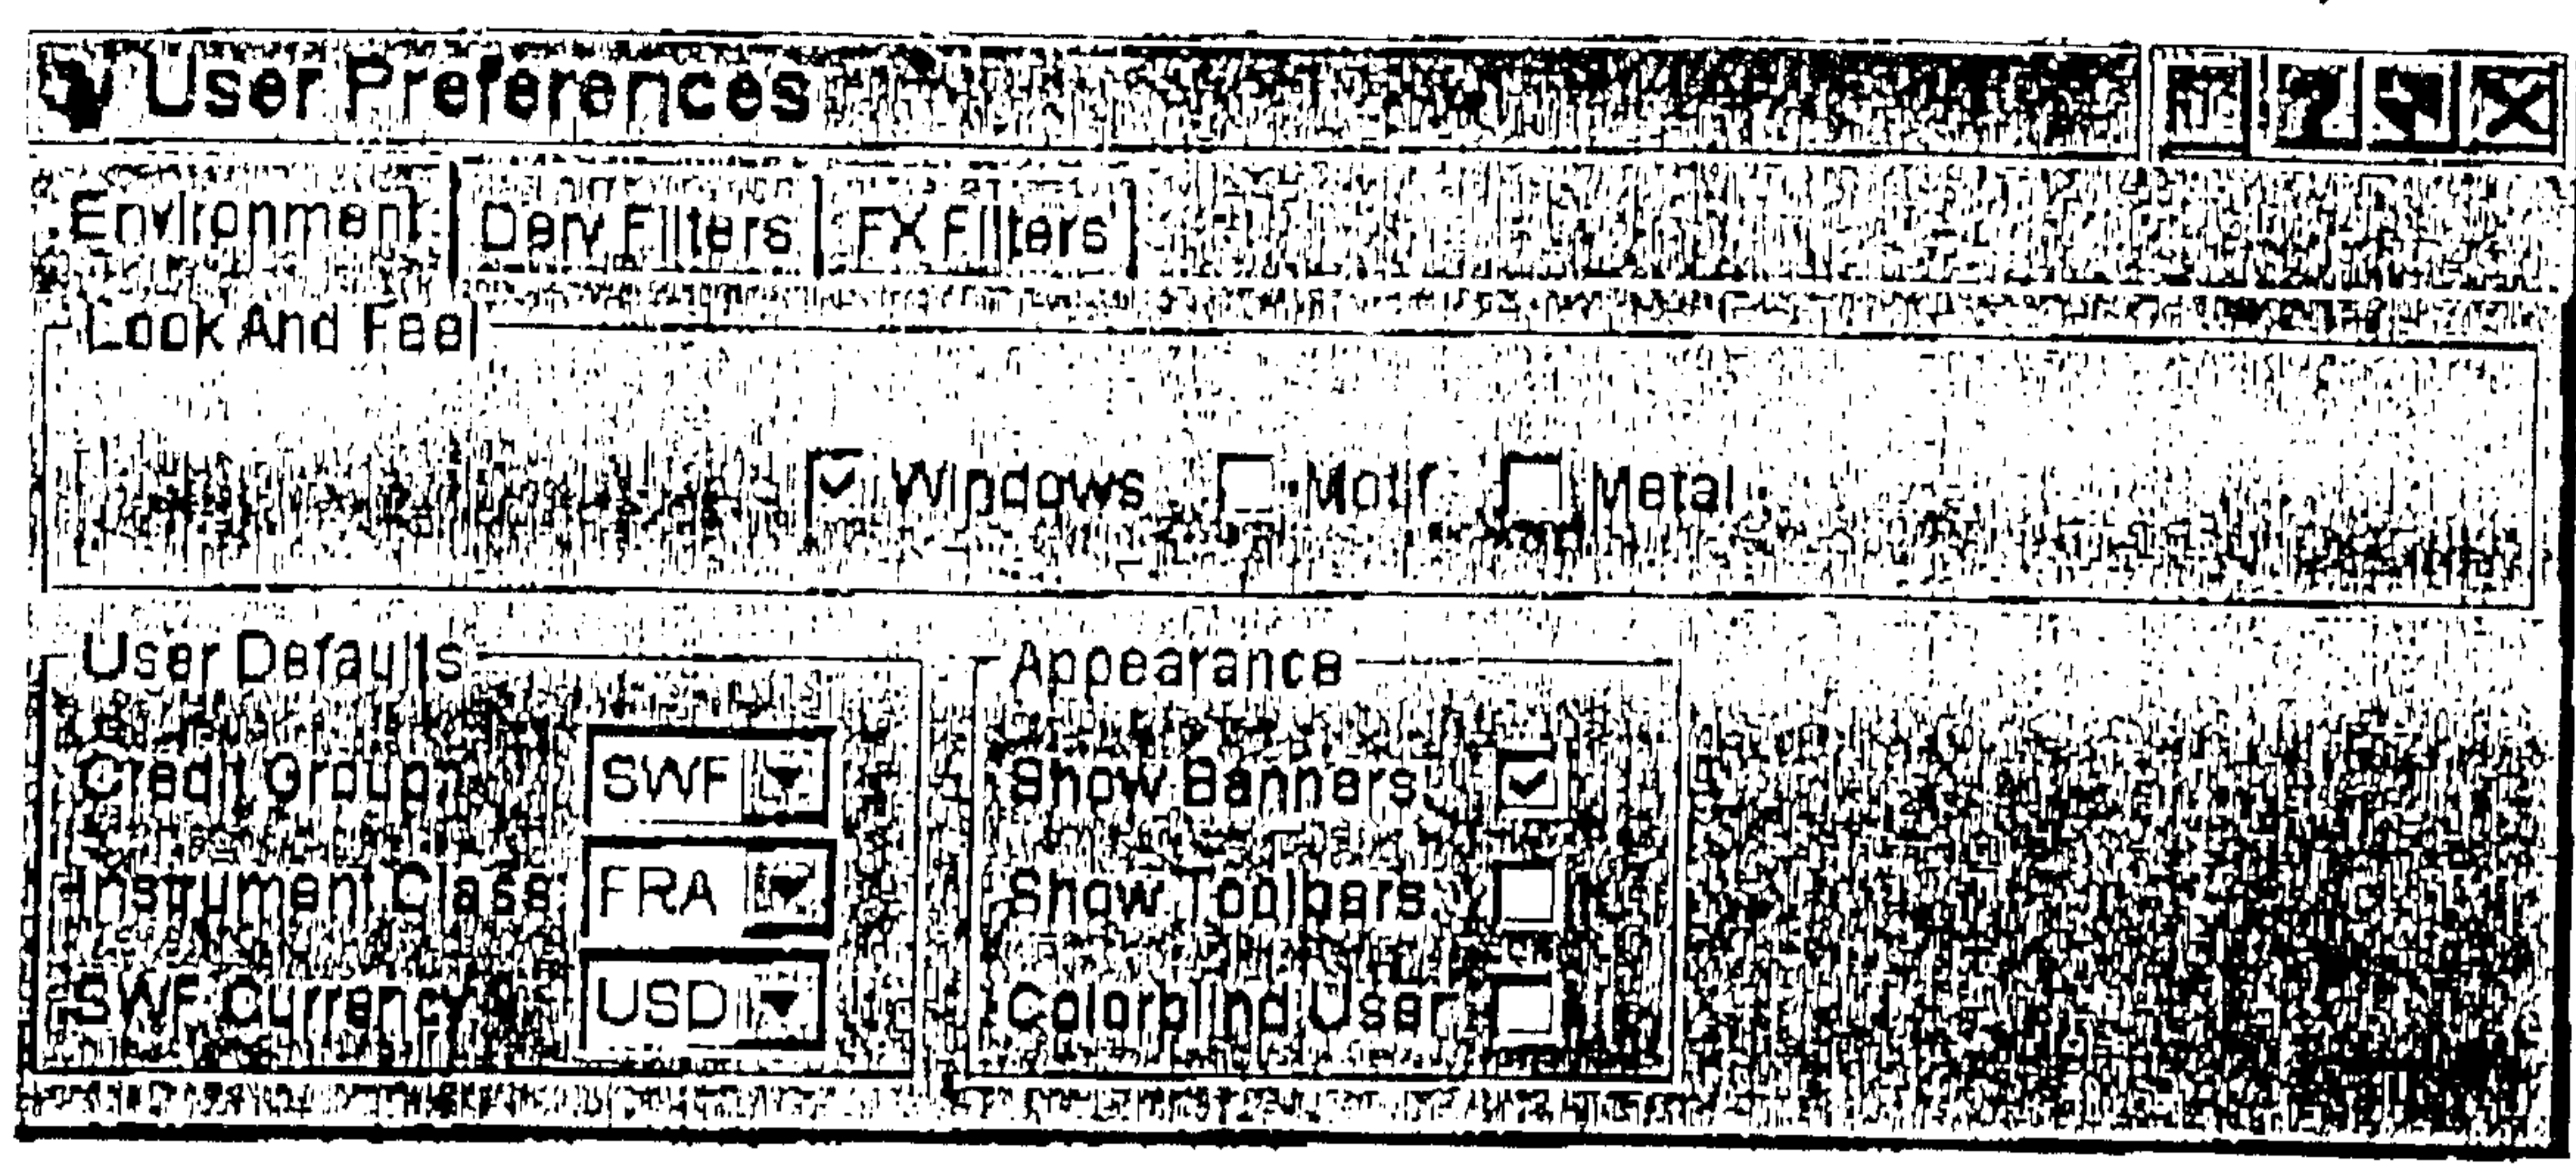 User Preferences
Environment Derv Filters FX Filters
Look And Feel
Windows Motif Metal
User Defaults Appearance
Credit Group SWF Show Banners
Instrument Class FRA Show Toolbars
SWF Currency USD Colorblind User